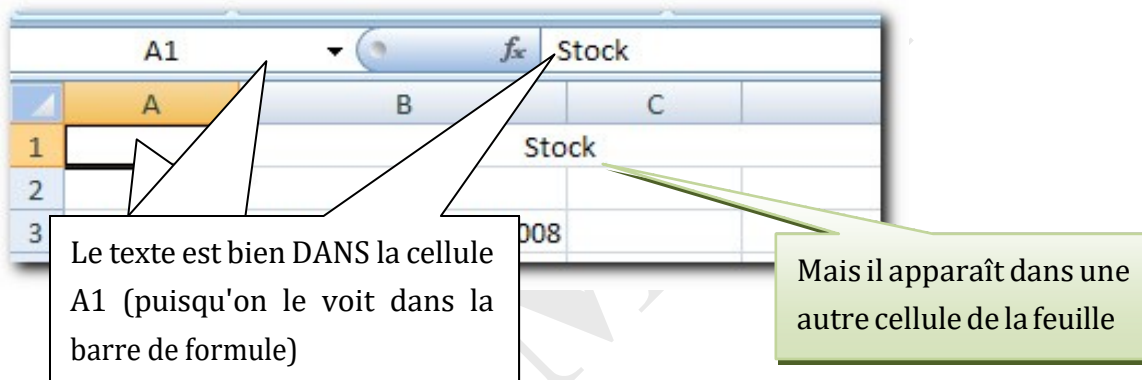 A1 fx Stock
A B C
1 Stock
2
3 008
Le texte est bien DANS la cellule
A1 (puisqu'on le voit dans la
barre de formule)
Mais il apparaît dans une
autre cellule de la feuille